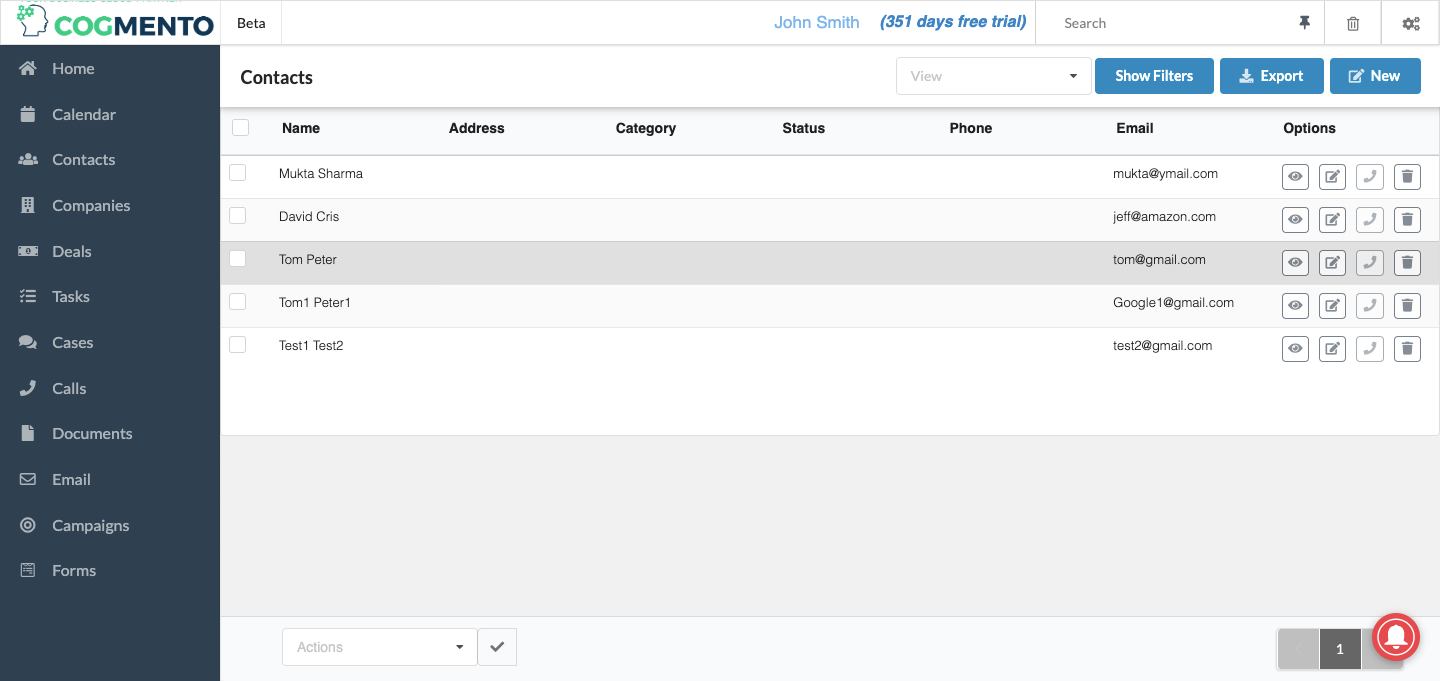 COGMENTO
Beta
John Smith (351 days free trial)
Search
Home
Calendar
Contacts
Companies
Deals
Tasks
Cases
Calls
Documents
Email
Campaigns
Forms
Contacts
View
Show Filters
Export
New
Name Address Category Status Phone Email Options
Mukta Sharma mukta@ymail.com
David Cris jeff@amazon.com
Tom Peter tom@gmail.com
Tom1 Peter1 Google1@gmail.com
Test1 Test2 test2@gmail.com
Actions
1